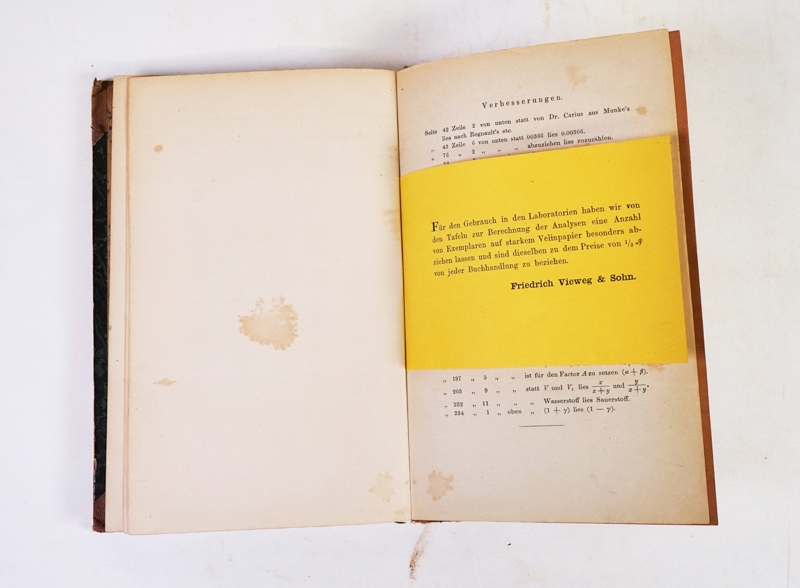 Verbesserungen.
Seite 42 Zeile 2 von unten statt von Dr. Carius aus Munke's
lies nach Regnault's etc.
„ 43 Zeile 6 von unten statt 00366 lies 0.00366.
„ 76 „ 2 „ „ „ abzuziehen lies zuzuzählen.
Für den Gebrauch in den Laboratorien haben wir von
den Tafeln zur Berechnung der Analysen eine Anzahl
von Exemplaren auf starkem Velinpapier besonders ab-
ziehen lassen und sind dieselben zu dem Preise von 1/3 ₰
von jeder Buchhandlung zu beziehen.
Friedrich Vieweg & Sohn.
„ 197 „ 5 „ „ ist für den Factor A zu setzen (α + β).
„ 203 „ 9 „ „ statt V und V, lies x/(x+y) und y/(x+y).
„ 232 „ 11 „ „ „ Wasserstoff lies Sauerstoff.
„ 234 „ 1 „ oben „ (1 + γ) lies (1 — γ).